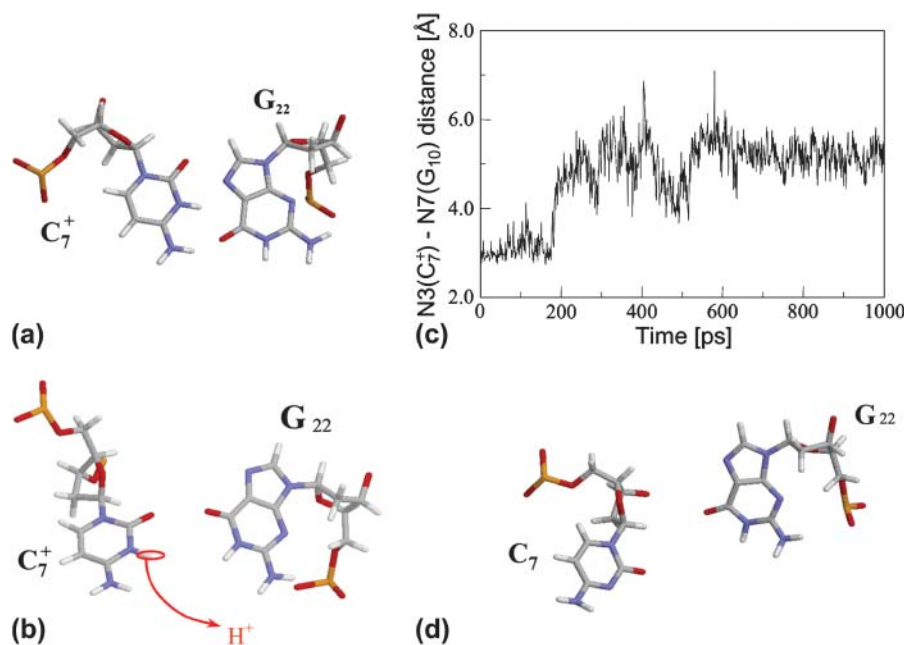 G₂₂
C₇⁺
(a)
8.0
6.0
4.0
2.0
N3(C₇⁺) - N7(G₁₀) distance [Å]
0 200 400 600 800 1000
Time [ps]
(c)
G ₂₂
C₇⁺
H⁺
(b)
G₂₂
C₇
(d)